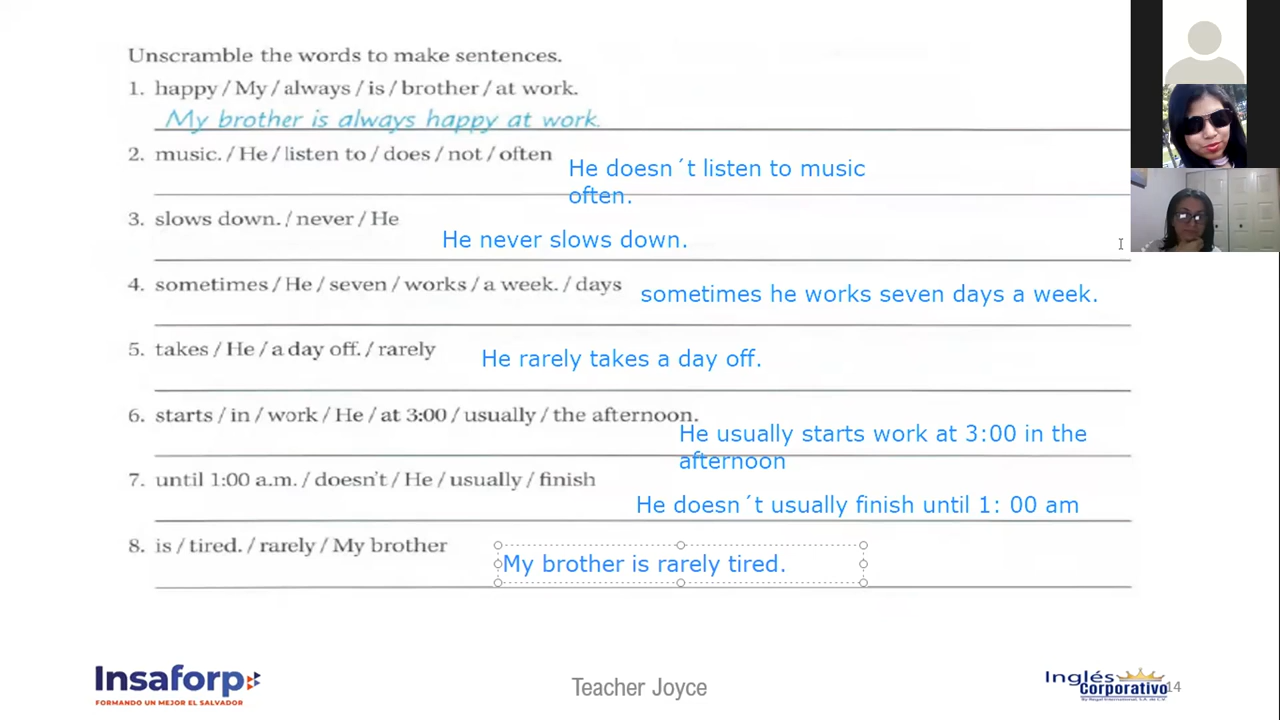 Unscramble the words to make sentences.
1. happy / My / always / is / brother / at work.
My brother is always happy at work.
2. music. / He / listen to / does / not / often
He doesn´t listen to music
often.
3. slows down. / never / He
He never slows down.
4. sometimes / He / seven / works / a week. / days
sometimes he works seven days a week.
5. takes / He / a day off. / rarely
He rarely takes a day off.
6. starts / in / work / He / at 3:00 / usually / the afternoon.
He usually starts work at 3:00 in the
afternoon
7. until 1:00 a.m. / doesn't / He / usually / finish
He doesn´t usually finish until 1: 00 am
8. is / tired. / rarely / My brother
My brother is rarely tired.
Insaforp
FORMANDO UN MEJOR EL SALVADOR
Teacher Joyce
Inglés
Corporativo
14